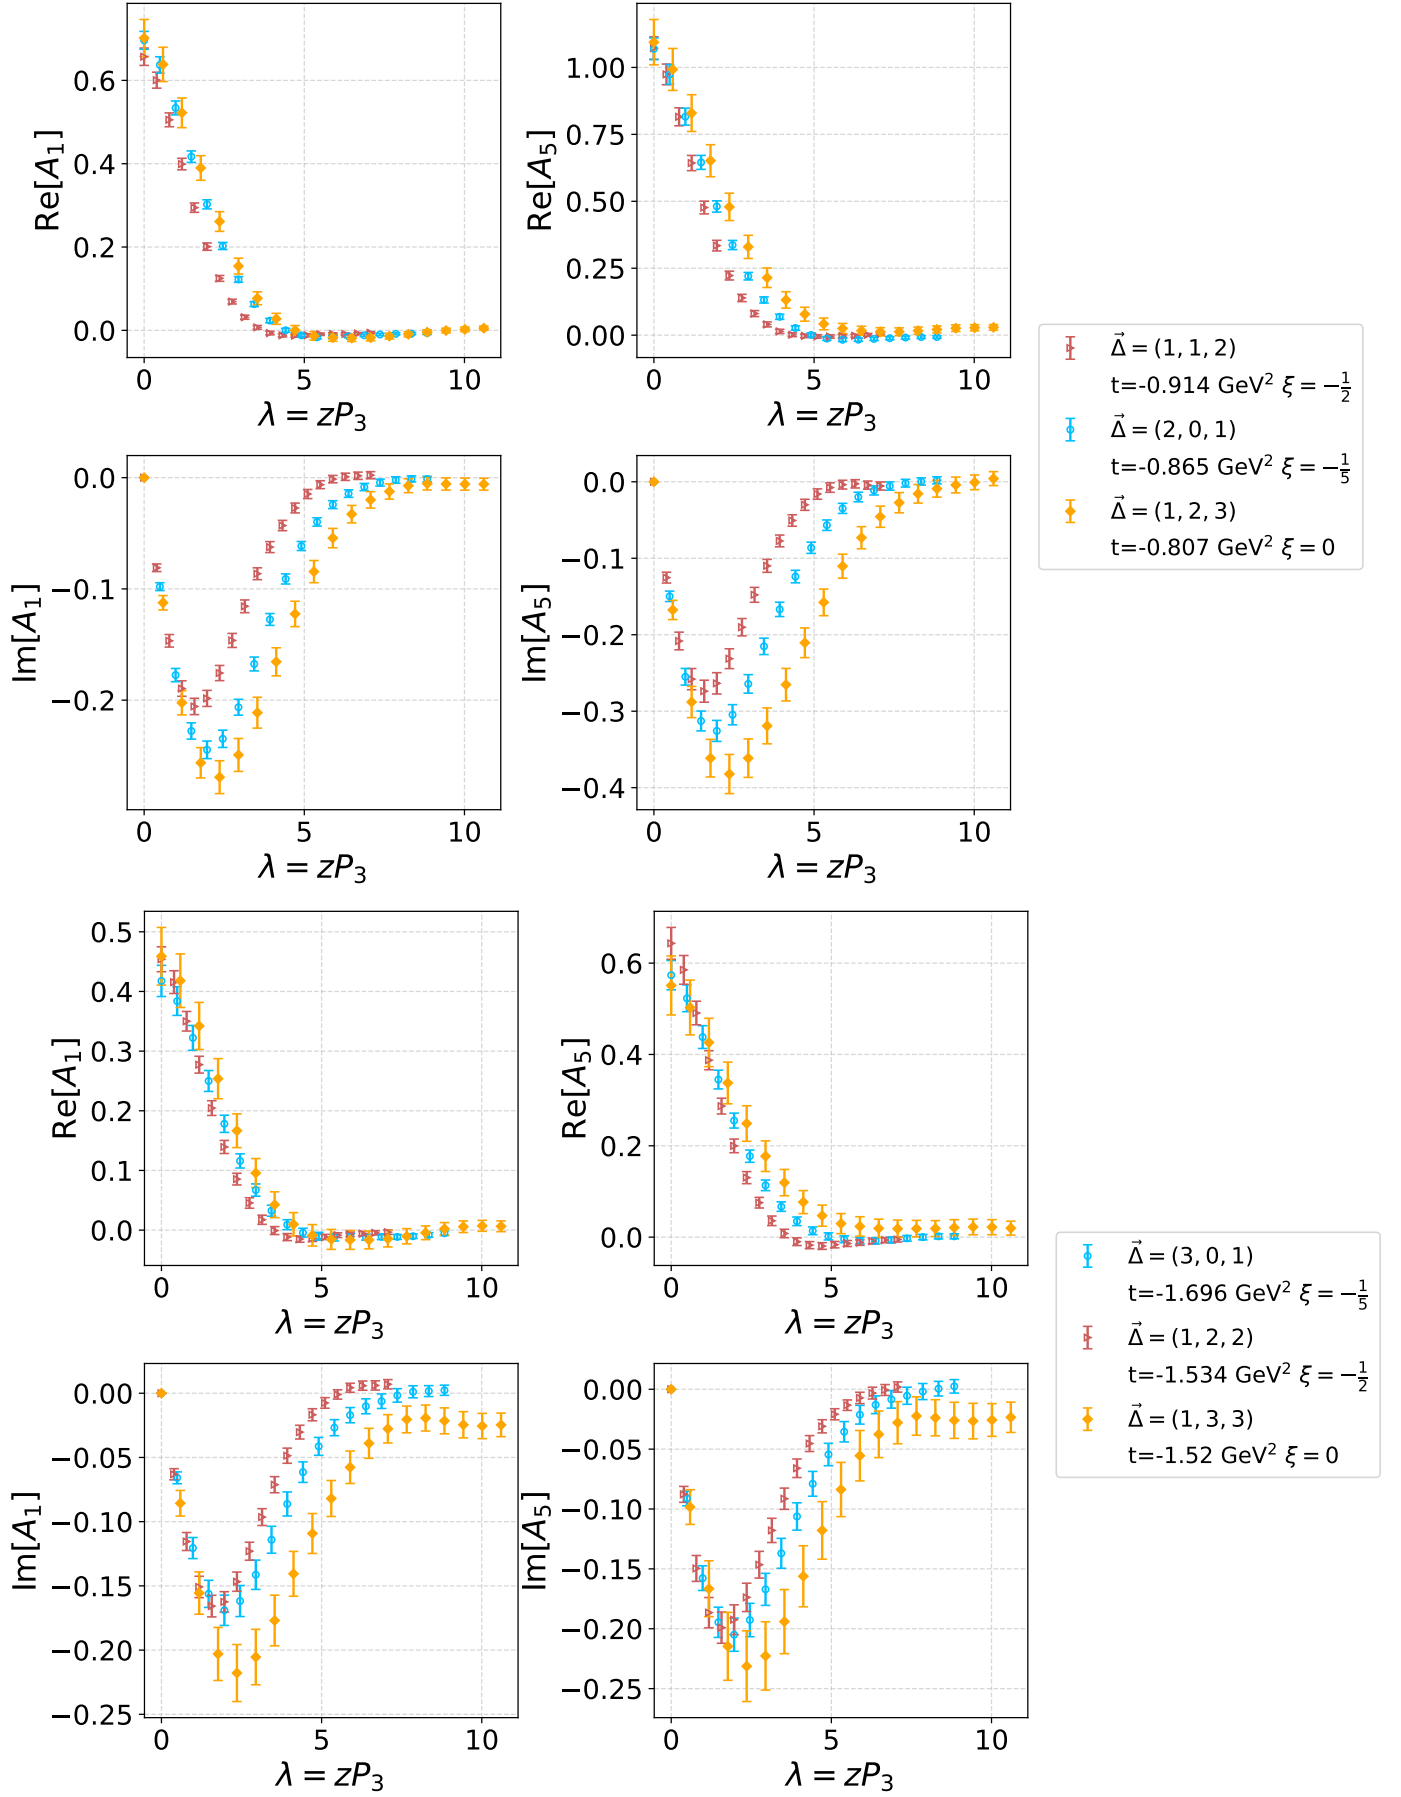 0.6
0.4
0.2
0.0
Re[A₁]
0 5 10
λ = zP₃
1.00
0.75
0.50
0.25
0.00
Re[A₅]
0 5 10
λ = zP₃
0.0
−0.1
−0.2
Im[A₁]
0 5 10
λ = zP₃
0.0
−0.1
−0.2
−0.3
−0.4
Im[A₅]
0 5 10
λ = zP₃
Δ⃗ = (1, 1, 2)
t=-0.914 GeV² ξ = −1/2
Δ⃗ = (2, 0, 1)
t=-0.865 GeV² ξ = −1/5
Δ⃗ = (1, 2, 3)
t=-0.807 GeV² ξ = 0
0.5
0.4
0.3
0.2
0.1
0.0
Re[A₁]
0 5 10
λ = zP₃
0.6
0.4
0.2
0.0
Re[A₅]
0 5 10
λ = zP₃
0.00
−0.05
−0.10
−0.15
−0.20
−0.25
Im[A₁]
0 5 10
λ = zP₃
0.00
−0.05
−0.10
−0.15
−0.20
−0.25
Im[A₅]
0 5 10
λ = zP₃
Δ⃗ = (3, 0, 1)
t=-1.696 GeV² ξ = −1/5
Δ⃗ = (1, 2, 2)
t=-1.534 GeV² ξ = −1/2
Δ⃗ = (1, 3, 3)
t=-1.52 GeV² ξ = 0